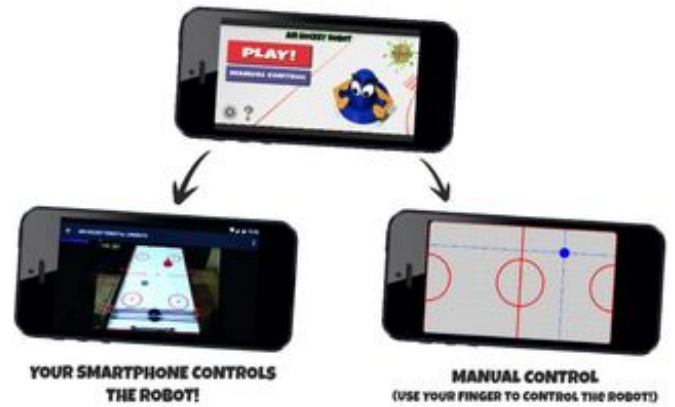 AIR HOCKEY ROBOT
PLAY!
MANUAL CONTROL
?
YOUR SMARTPHONE CONTROLS
THE ROBOT!
MANUAL CONTROL
(USE YOUR FINGER TO CONTROL THE ROBOT!)